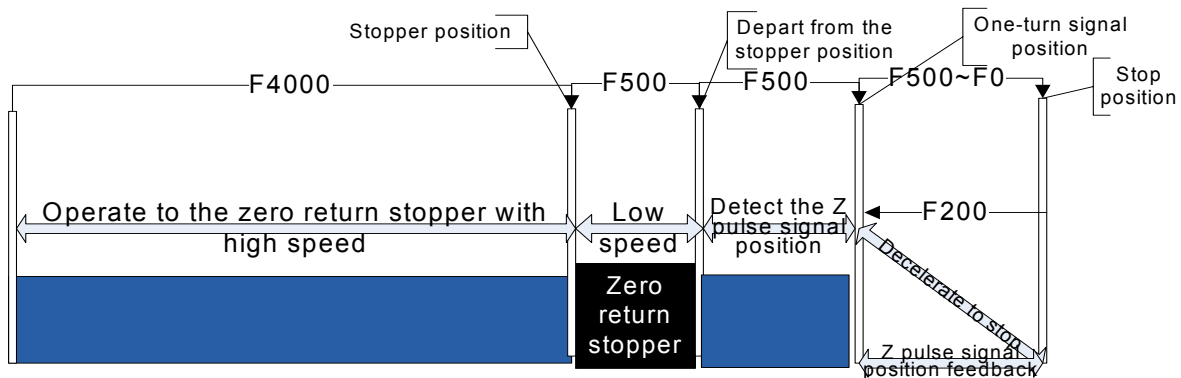 Stopper position
Depart from the
stopper position
One-turn signal
position
Stop
position
F4000
F500
F500
F500~F0
Operate to the zero return stopper with
high speed
Low
speed
Detect the Z
pulse signal
position
F200
Decelerate to stop
Zero
return
stopper
Z pulse signal
position feedback